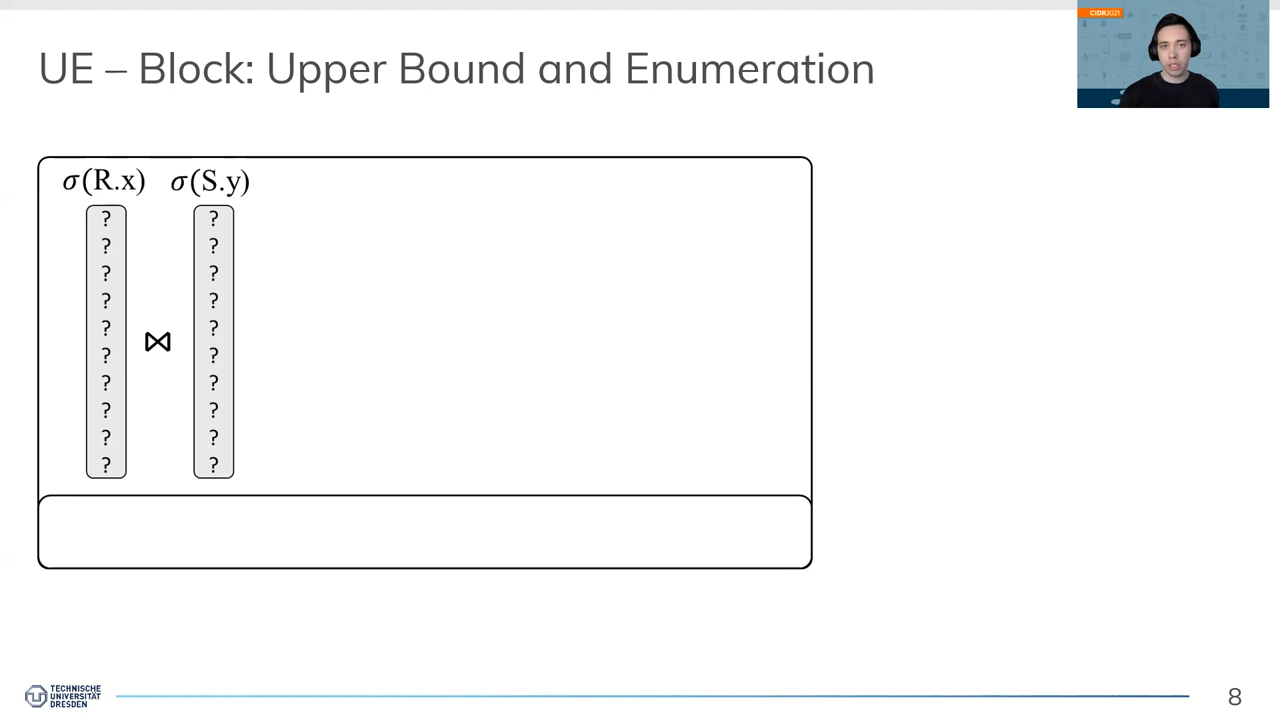 CIDR2021
UE – Block: Upper Bound and Enumeration
σ(R.x) σ(S.y)
? ?
? ?
? ?
? ?
? ?
⋈
? ?
? ?
? ?
? ?
? ?
TECHNISCHE
UNIVERSITÄT
DRESDEN
8